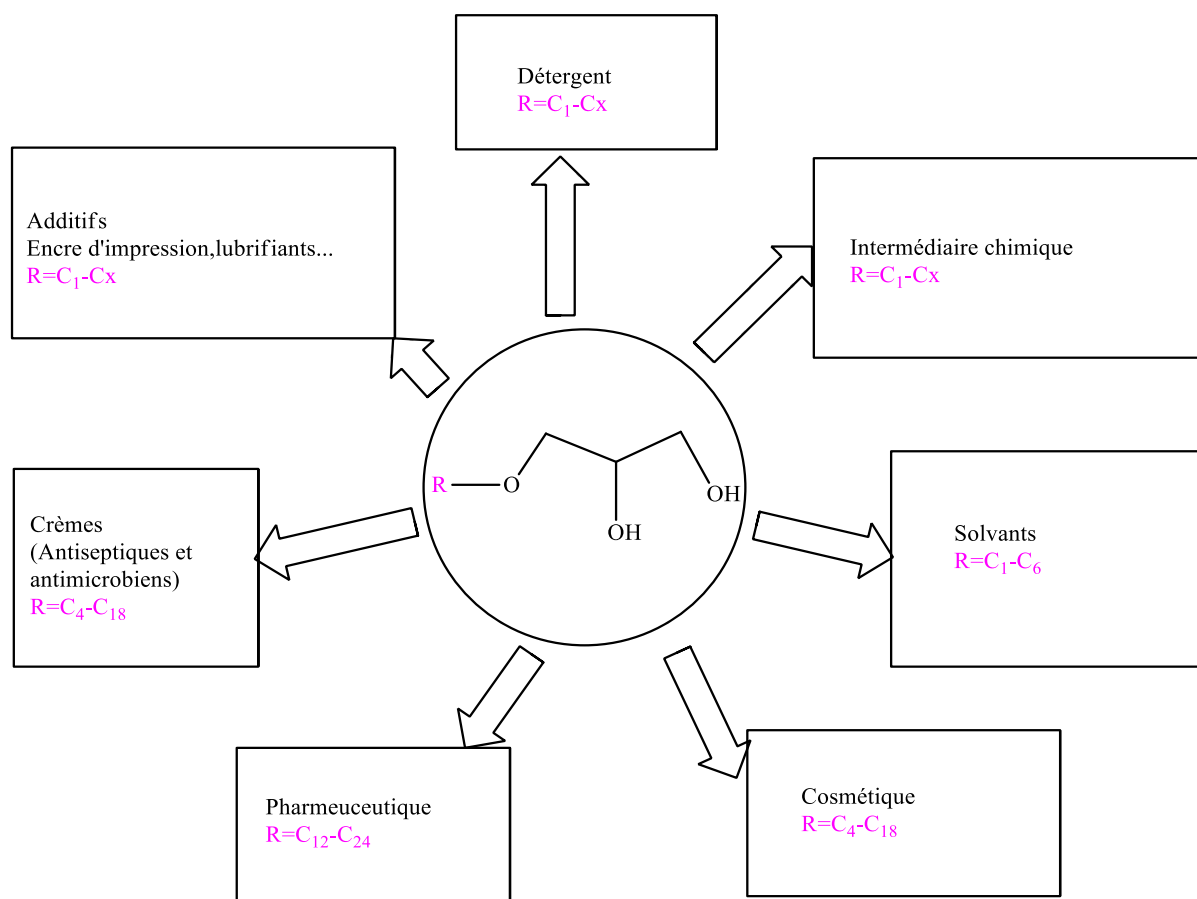 Détergent
R=C₁-Cx
Additifs
Encre d'impression,lubrifiants...
R=C₁-Cx
Intermédiaire chimique
R=C₁-Cx
R
O
OH
OH
Crèmes
(Antiseptiques et
antimicrobiens)
R=C₄-C₁₈
Solvants
R=C₁-C₆
Pharmeuceutique
R=C₁₂-C₂₄
Cosmétique
R=C₄-C₁₈